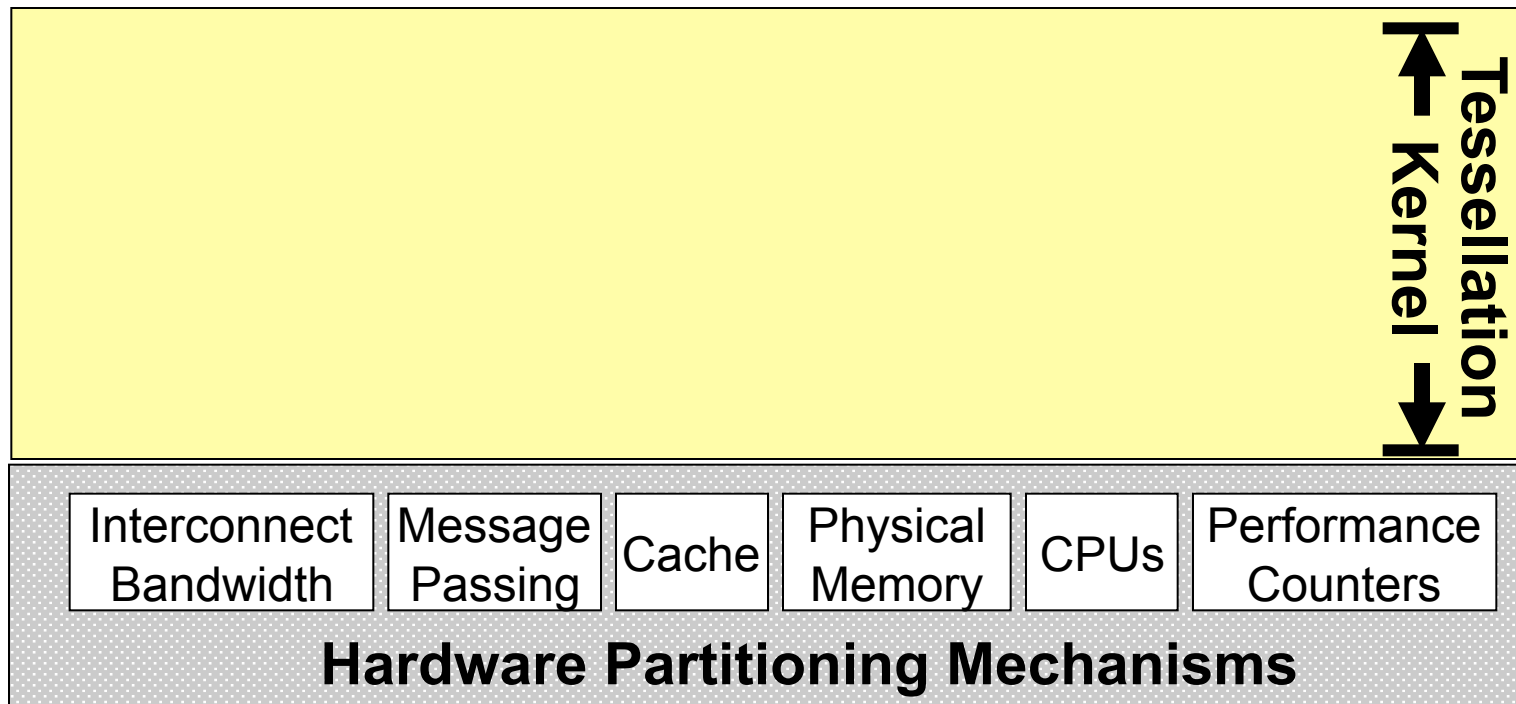 Tessellation
Kernel
Interconnect
Bandwidth
Message
Passing
Cache
Physical
Memory
CPUs
Performance
Counters
Hardware Partitioning Mechanisms